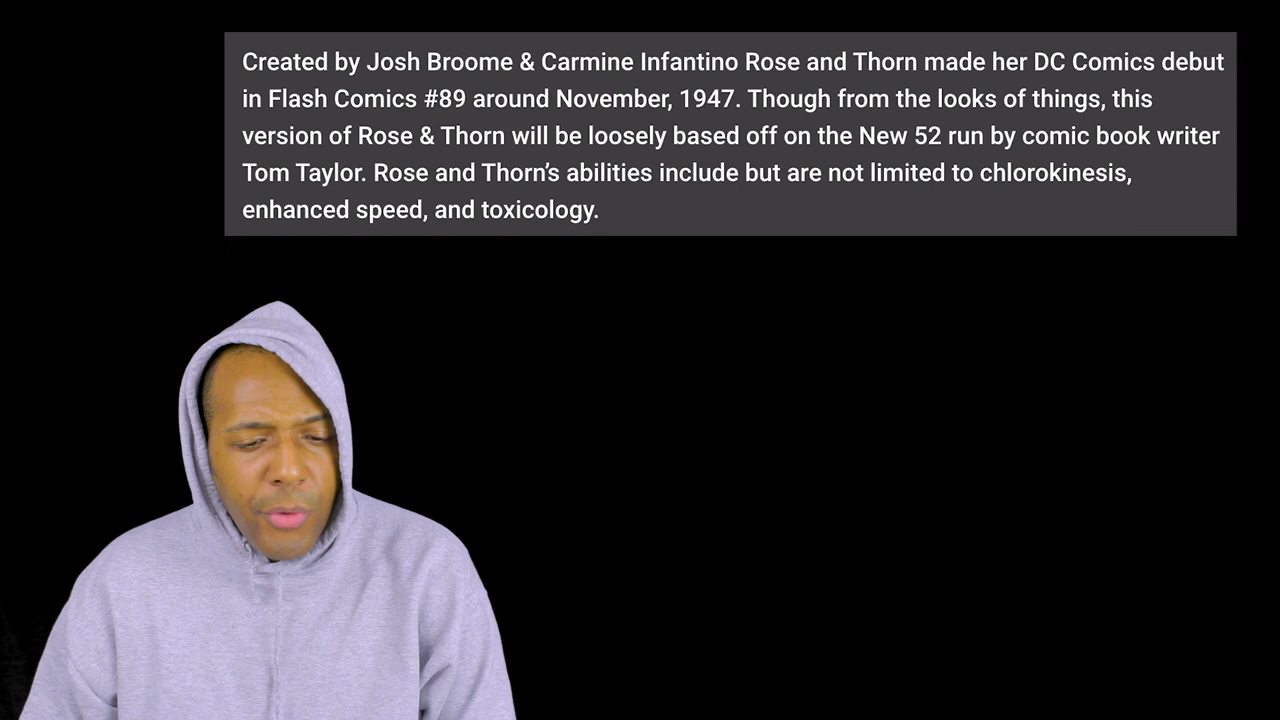 Created by Josh Broome & Carmine Infantino Rose and Thorn made her DC Comics debut
in Flash Comics #89 around November, 1947. Though from the looks of things, this
version of Rose & Thorn will be loosely based off on the New 52 run by comic book writer
Tom Taylor. Rose and Thorn’s abilities include but are not limited to chlorokinesis,
enhanced speed, and toxicology.